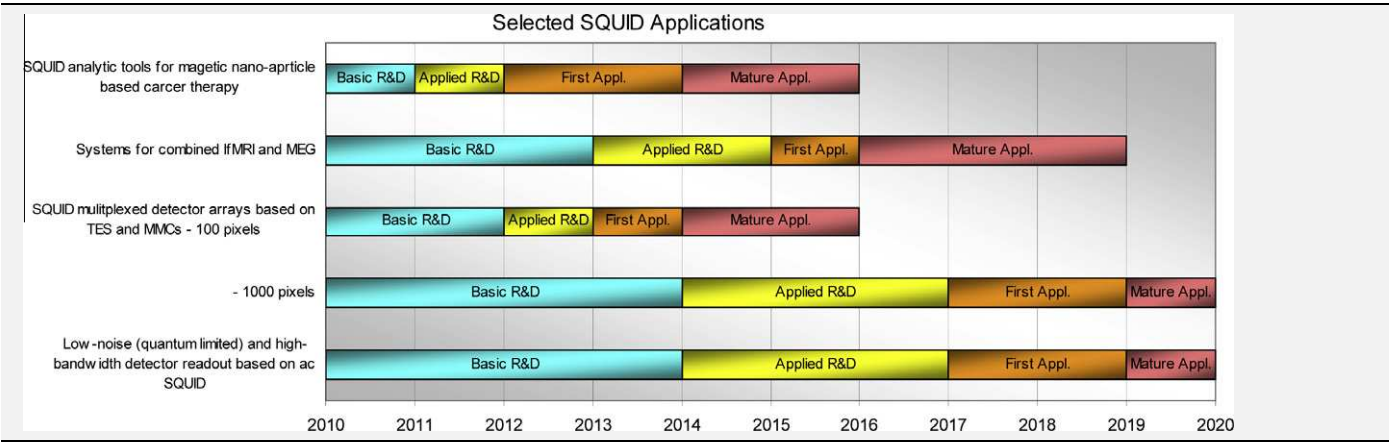 Selected SQUID Applications
SQUID analytic tools for magetic nano-aprticle
based carcer therapy
Basic R&D Applied R&D First Appl. Mature Appl.
Systems for combined lfMRI and MEG
Basic R&D Applied R&D First Appl. Mature Appl.
SQUID mulitplexed detector arrays based on
TES and MMCs - 100 pixels
Basic R&D Applied R&D First Appl. Mature Appl.
- 1000 pixels
Basic R&D Applied R&D First Appl. Mature Appl.
Low-noise (quantum limited) and high-
bandwidth detector readout based on ac
SQUID
Basic R&D Applied R&D First Appl. Mature Appl.
2010 2011 2012 2013 2014 2015 2016 2017 2018 2019 2020